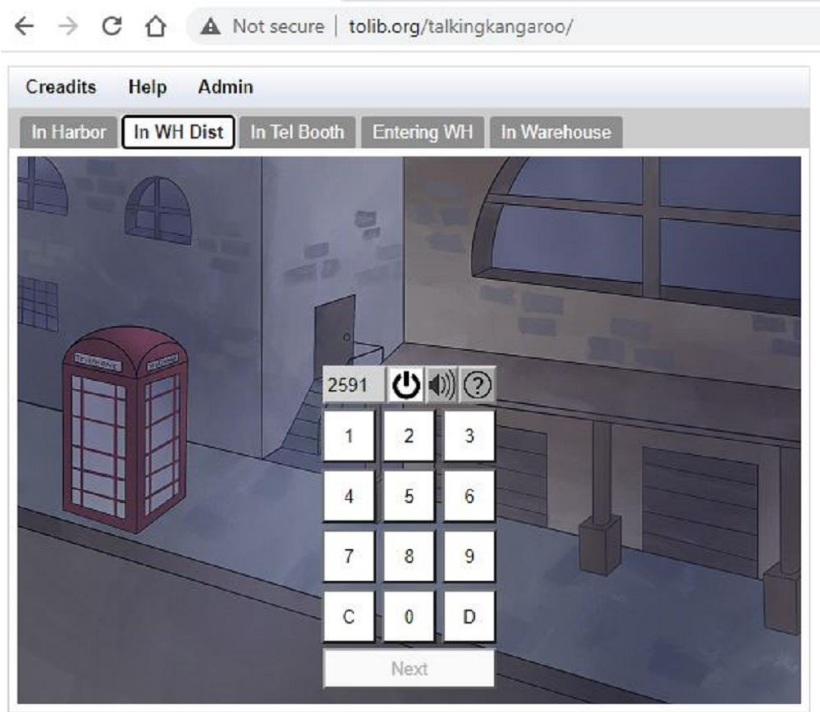 Not secure | tolib.org/talkingkangaroo/
Creadits Help Admin
In Harbor In WH Dist In Tel Booth Entering WH In Warehouse
TELEPHONE
2591
1 2 3
4 5 6
7 8 9
C 0 D
Next